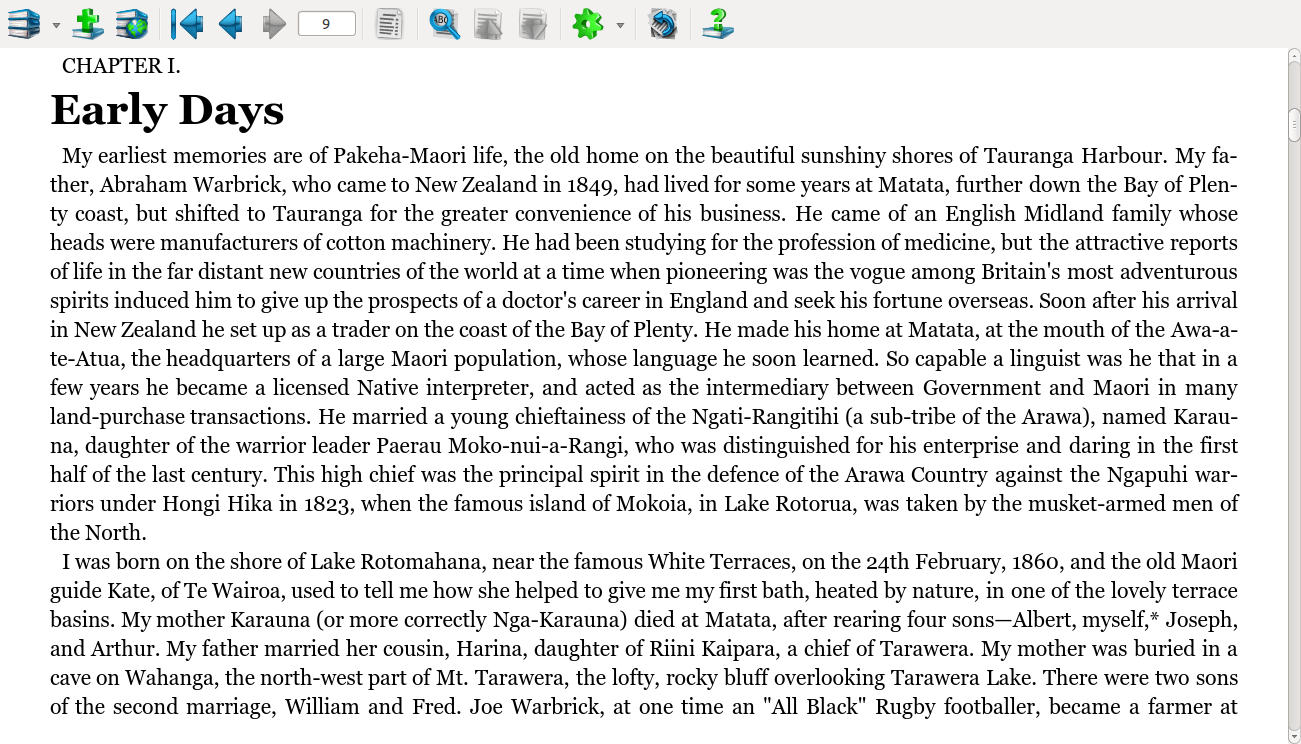 9
CHAPTER I.
Early Days
My earliest memories are of Pakeha-Maori life, the old home on the beautiful sunshiny shores of Tauranga Harbour. My fa-
ther, Abraham Warbrick, who came to New Zealand in 1849, had lived for some years at Matata, further down the Bay of Plen-
ty coast, but shifted to Tauranga for the greater convenience of his business. He came of an English Midland family whose
heads were manufacturers of cotton machinery. He had been studying for the profession of medicine, but the attractive reports
of life in the far distant new countries of the world at a time when pioneering was the vogue among Britain's most adventurous
spirits induced him to give up the prospects of a doctor's career in England and seek his fortune overseas. Soon after his arrival
in New Zealand he set up as a trader on the coast of the Bay of Plenty. He made his home at Matata, at the mouth of the Awa-a-
te-Atua, the headquarters of a large Maori population, whose language he soon learned. So capable a linguist was he that in a
few years he became a licensed Native interpreter, and acted as the intermediary between Government and Maori in many
land-purchase transactions. He married a young chieftainess of the Ngati-Rangitihi (a sub-tribe of the Arawa), named Karau-
na, daughter of the warrior leader Paerau Moko-nui-a-Rangi, who was distinguished for his enterprise and daring in the first
half of the last century. This high chief was the principal spirit in the defence of the Arawa Country against the Ngapuhi war-
riors under Hongi Hika in 1823, when the famous island of Mokoia, in Lake Rotorua, was taken by the musket-armed men of
the North.
I was born on the shore of Lake Rotomahana, near the famous White Terraces, on the 24th February, 1860, and the old Maori
guide Kate, of Te Wairoa, used to tell me how she helped to give me my first bath, heated by nature, in one of the lovely terrace
basins. My mother Karauna (or more correctly Nga-Karauna) died at Matata, after rearing four sons—Albert, myself,* Joseph,
and Arthur. My father married her cousin, Harina, daughter of Riini Kaipara, a chief of Tarawera. My mother was buried in a
cave on Wahanga, the north-west part of Mt. Tarawera, the lofty, rocky bluff overlooking Tarawera Lake. There were two sons
of the second marriage, William and Fred. Joe Warbrick, at one time an "All Black" Rugby footballer, became a farmer at